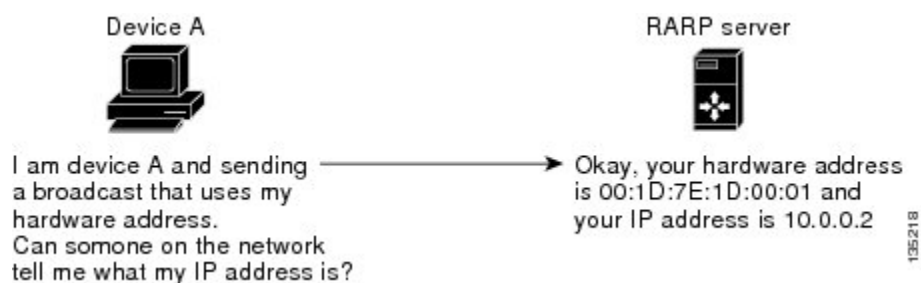 Device A
RARP server
I am device A and sending
a broadcast that uses my
hardware address.
Can somone on the network
tell me what my IP address is?
Okay, your hardware address
is 00:1D:7E:1D:00:01 and
your IP address is 10.0.0.2
135218